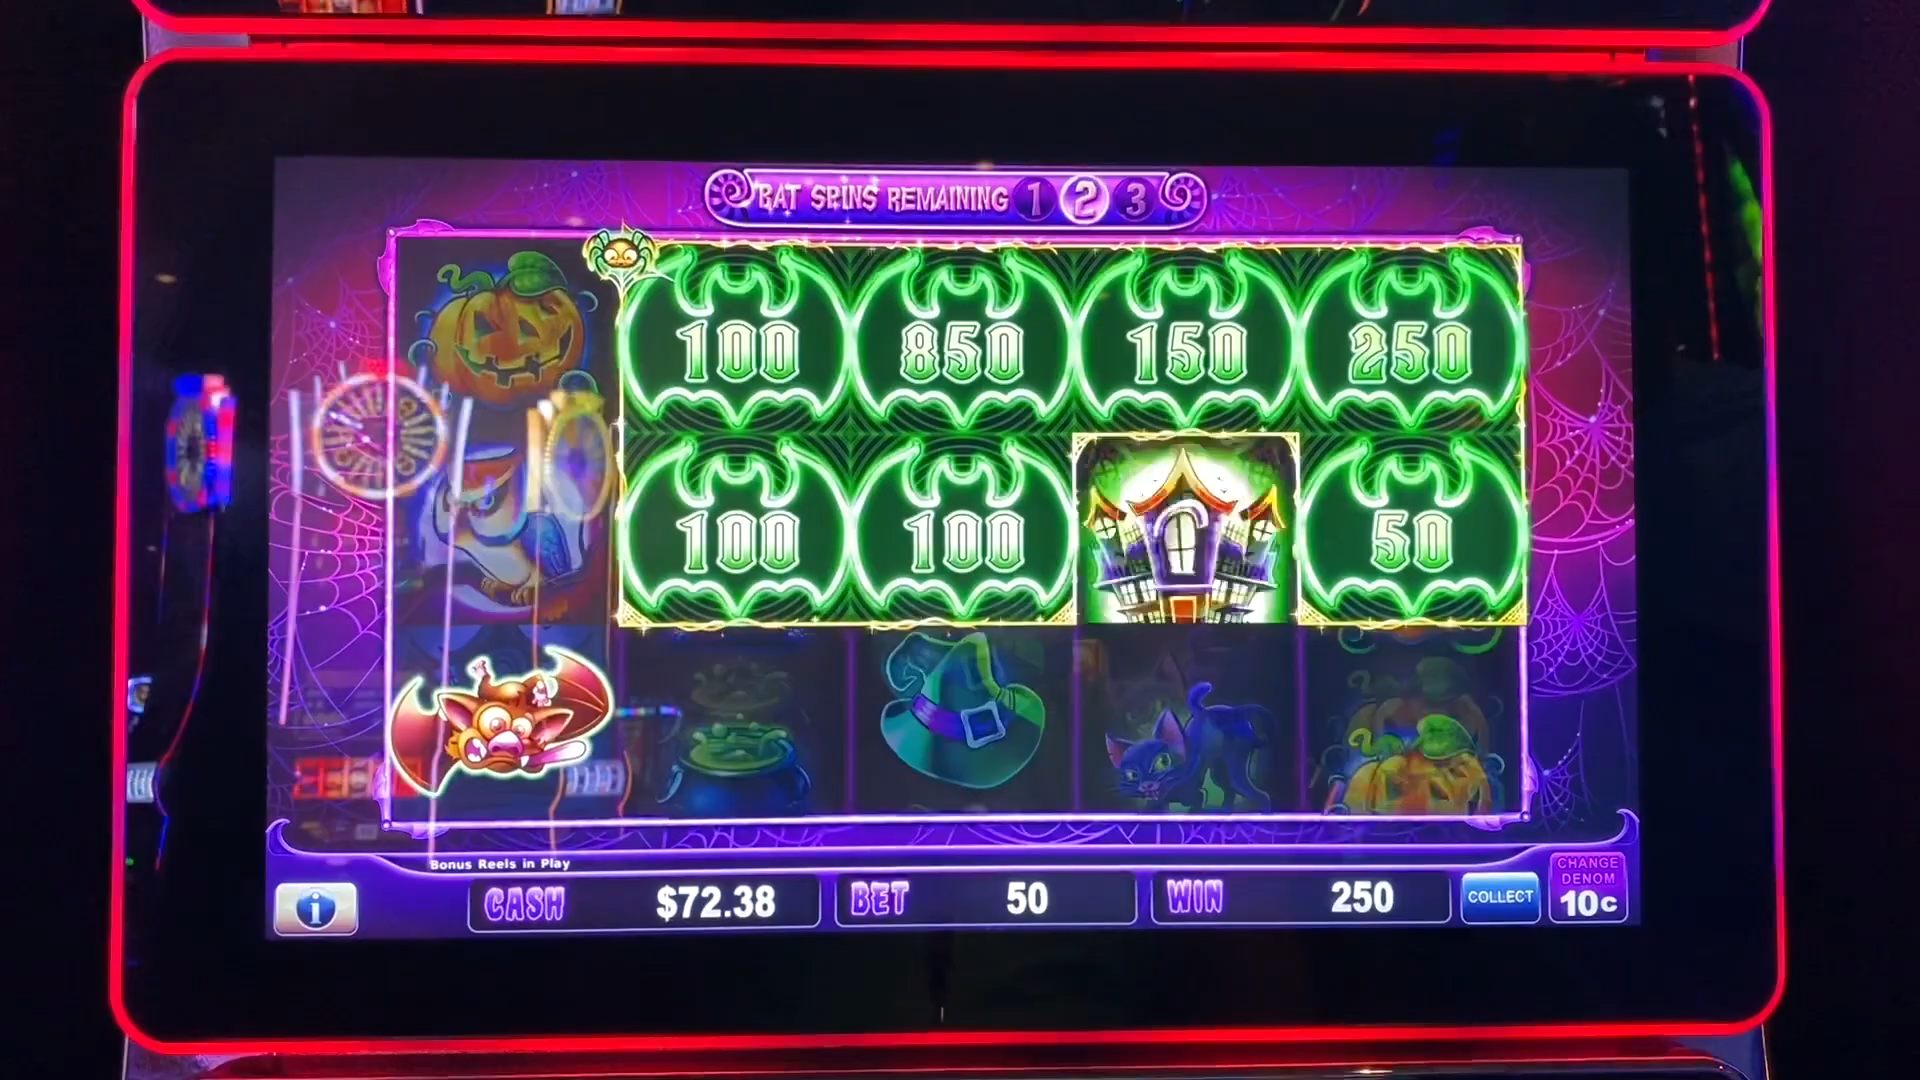 BAT SPINS REMAINING 1 2 3
100 850 150 250
100 100 50
Bonus Reels in Play
CASH $72.38 BET 50 WIN 250 COLLECT CHANGE DENOM 10¢